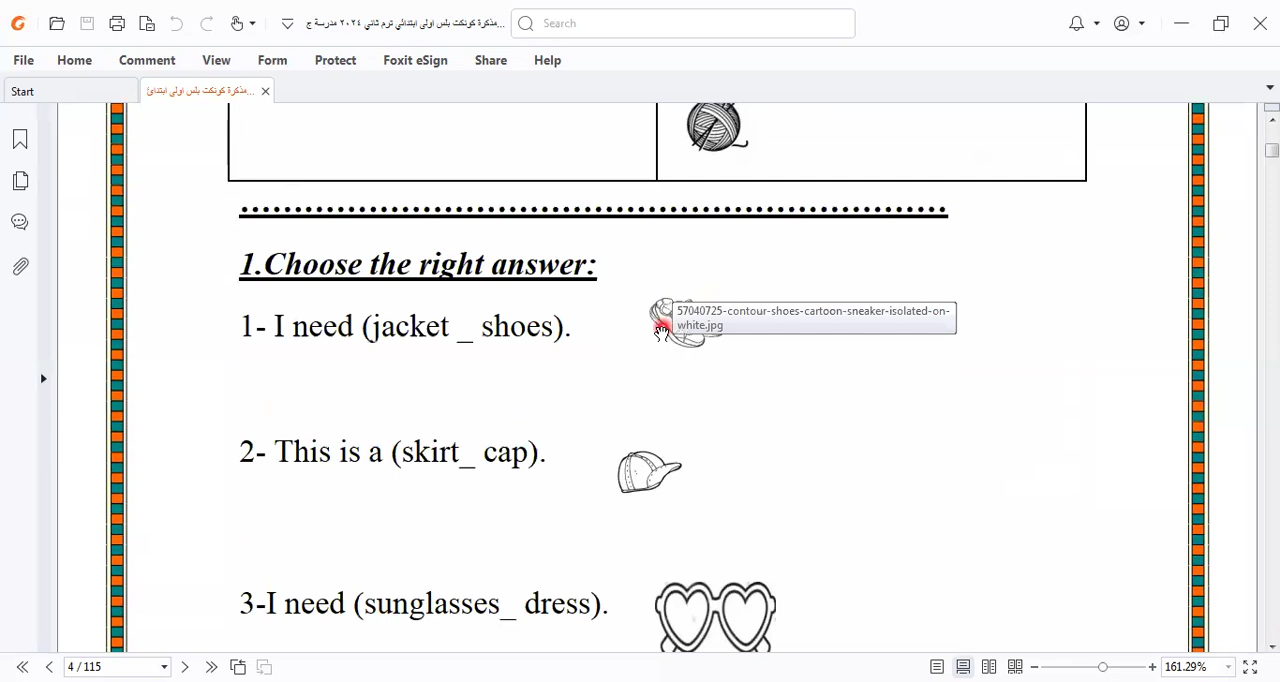 ...مذكرة كونكت بلس اولى ابتدائي ترم ثاني ٢٠٢٤ مدرسة ج
Search
File Home Comment View Form Protect Foxit eSign Share Help
Start
...مذكرة كونكت بلس اولى ابتدائ
1.Choose the right answer:
1- I need (jacket _ shoes).
57040725-contour-shoes-cartoon-sneaker-isolated-on-
white.jpg
2- This is a (skirt_ cap).
3-I need (sunglasses_ dress).
4 / 115
161.29%